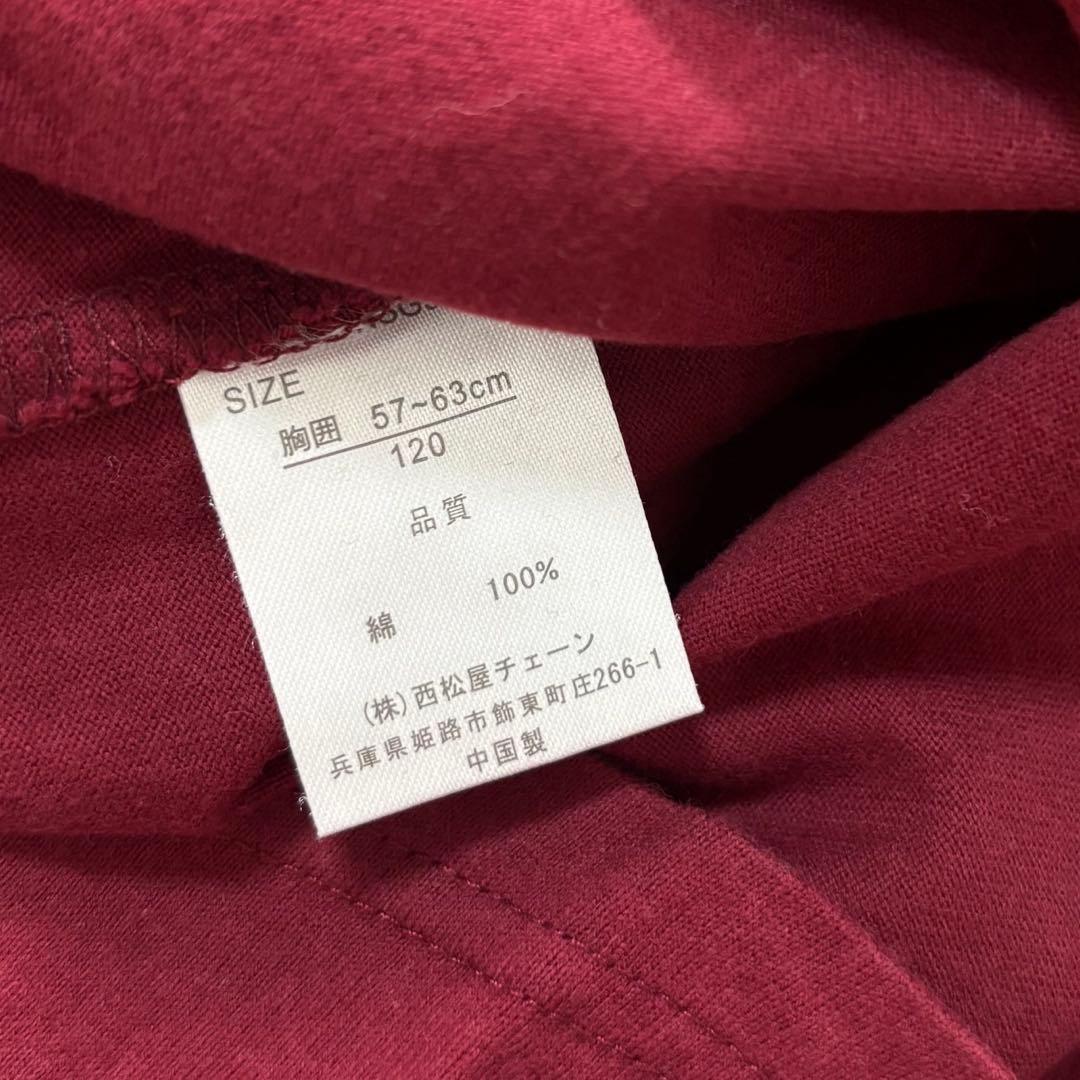 SIZE
胸囲 57~63cm
120
品質
綿 100%
(株)西松屋チェーン
兵庫県姫路市飾東町庄266-1
中国製